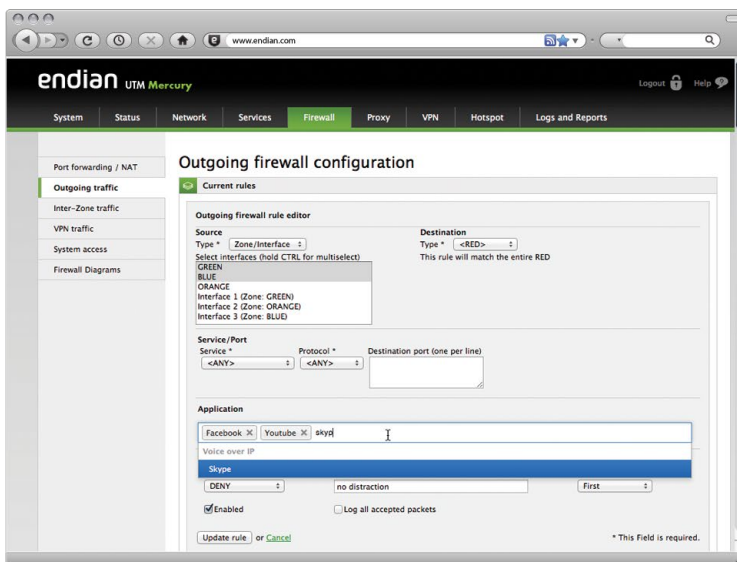 www.endian.com
endian UTM Mercury
Logout Help
System Status Network Services Firewall Proxy VPN Hotspot Logs and Reports
Port forwarding / NAT
Outgoing traffic
Inter-Zone traffic
VPN traffic
System access
Firewall Diagrams
Outgoing firewall configuration
Current rules
Outgoing firewall rule editor
Source
Type * Zone/Interface
Select interfaces (hold CTRL for multiselect)
GREEN
BLUE
ORANGE
Interface 1 (Zone: GREEN)
Interface 2 (Zone: ORANGE)
Interface 3 (Zone: BLUE)
Destination
Type * <RED>
This rule will match the entire RED
Service/Port
Service * Protocol * Destination port (one per line)
<ANY> <ANY>
Application
Facebook Youtube skyp
Voice over IP
Skype
DENY no distraction First
Enabled Log all accepted packets
Update rule or Cancel * This Field is required.